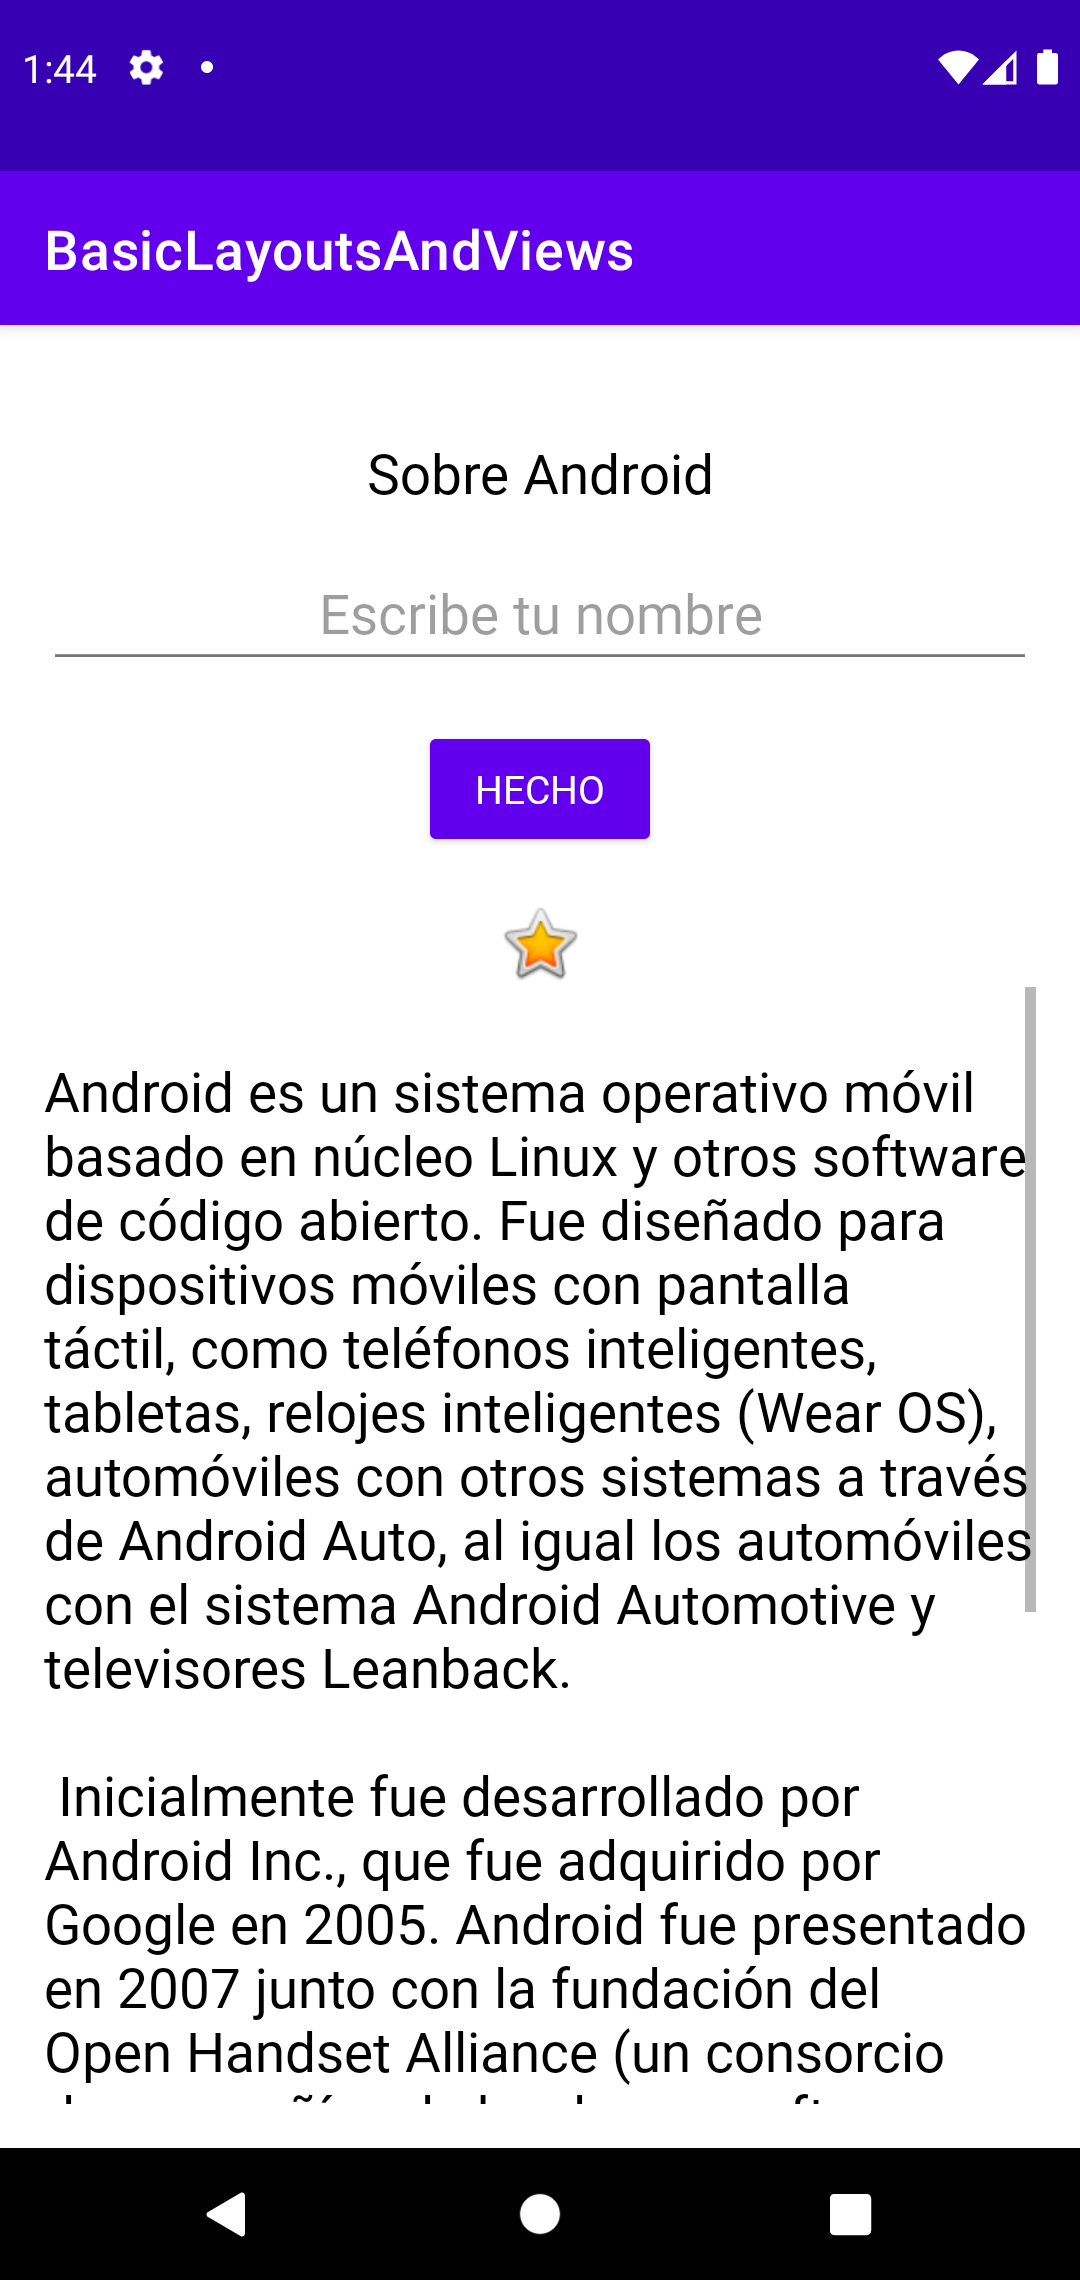 1:44
BasicLayoutsAndViews
Sobre Android
Escribe tu nombre
HECHO
Android es un sistema operativo móvil
basado en núcleo Linux y otros software
de código abierto. Fue diseñado para
dispositivos móviles con pantalla
táctil, como teléfonos inteligentes,
tabletas, relojes inteligentes (Wear OS),
automóviles con otros sistemas a través
de Android Auto, al igual los automóviles
con el sistema Android Automotive y
televisores Leanback.
Inicialmente fue desarrollado por
Android Inc., que fue adquirido por
Google en 2005. Android fue presentado
en 2007 junto con la fundación del
Open Handset Alliance (un consorcio